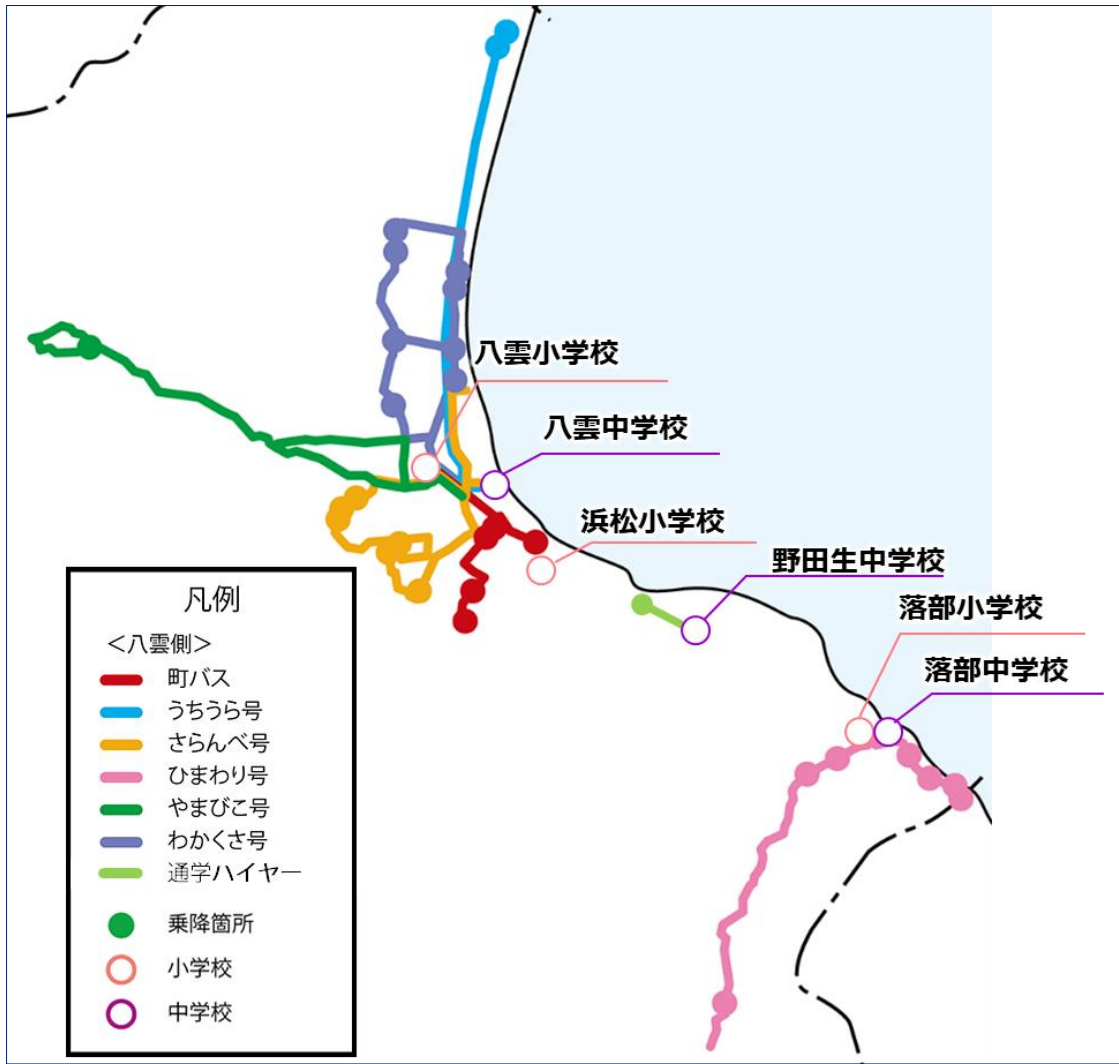 八雲小学校
八雲中学校
浜松小学校
野田生中学校
落部小学校
落部中学校
凡例
＜八雲側＞
町バス
うちうら号
さらんべ号
ひまわり号
やまびこ号
わかくさ号
通学ハイヤー
乗降箇所
小学校
中学校